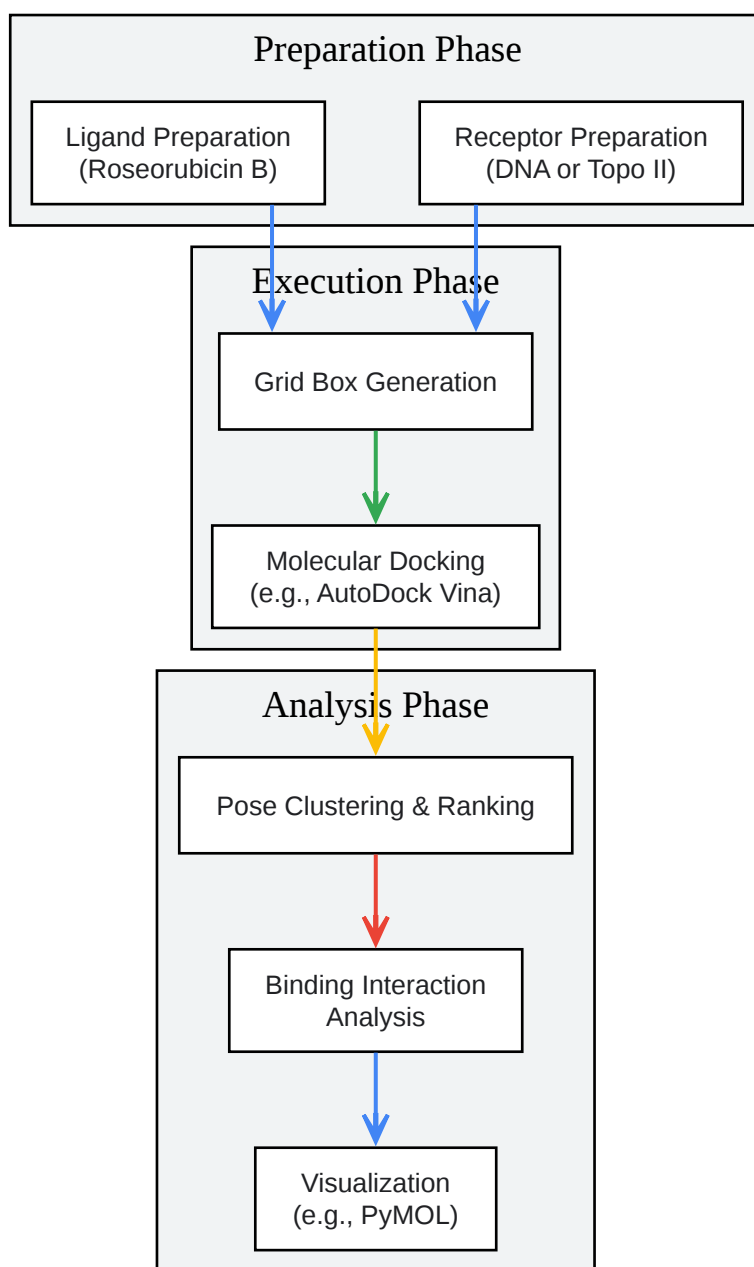 Preparation Phase
Ligand Preparation
(Roseorubicin B)
Receptor Preparation
(DNA or Topo II)
Execution Phase
Grid Box Generation
Molecular Docking
(e.g., AutoDock Vina)
Analysis Phase
Pose Clustering & Ranking
Binding Interaction
Analysis
Visualization
(e.g., PyMOL)